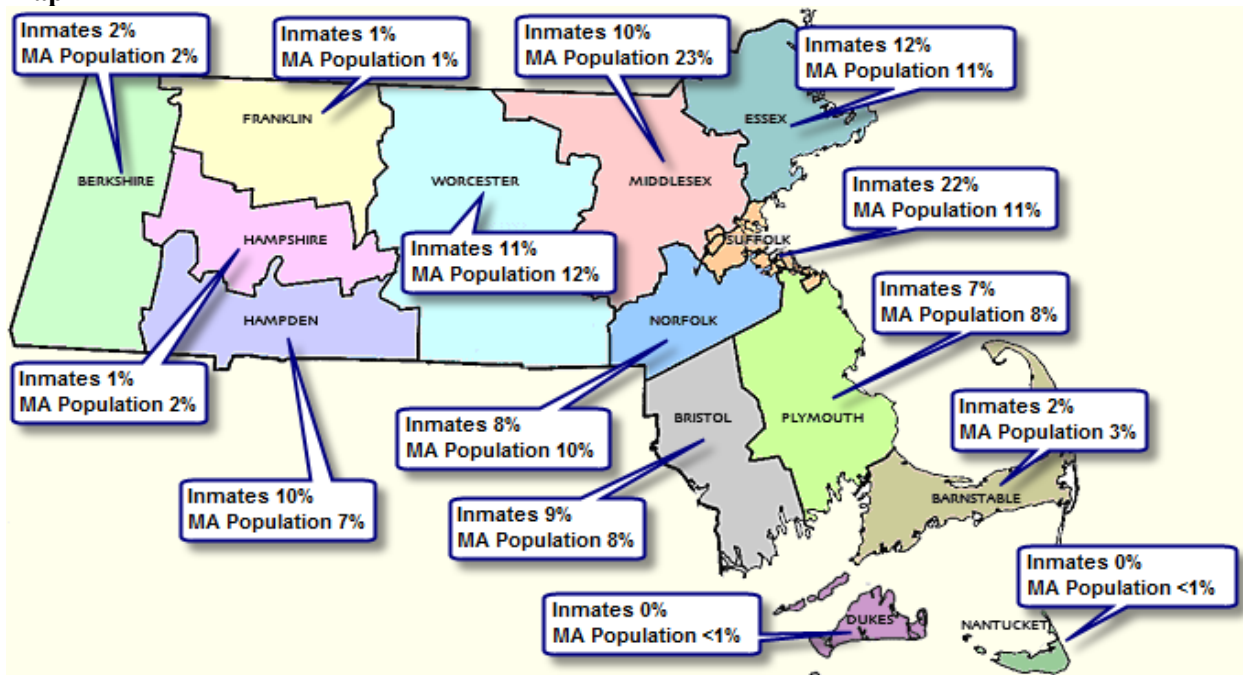 Inmates 2%
MA Population 2%
Inmates 1%
MA Population 1%
Inmates 10%
MA Population 23%
Inmates 12%
MA Population 11%
FRANKLIN
ESSEX
BERKSHIRE
WORCESTER
MIDDLESEX
Inmates 22%
MA Population 11%
HAMPSHIRE
SUFFOLK
Inmates 11%
MA Population 12%
Inmates 7%
MA Population 8%
HAMPDEN
NORFOLK
Inmates 1%
MA Population 2%
Inmates 8%
MA Population 10%
BRISTOL
PLYMOUTH
Inmates 2%
MA Population 3%
Inmates 10%
MA Population 7%
Inmates 9%
MA Population 8%
BARNSTABLE
Inmates 0%
MA Population <1%
Inmates 0%
MA Population <1%
DUKES
NANTUCKET